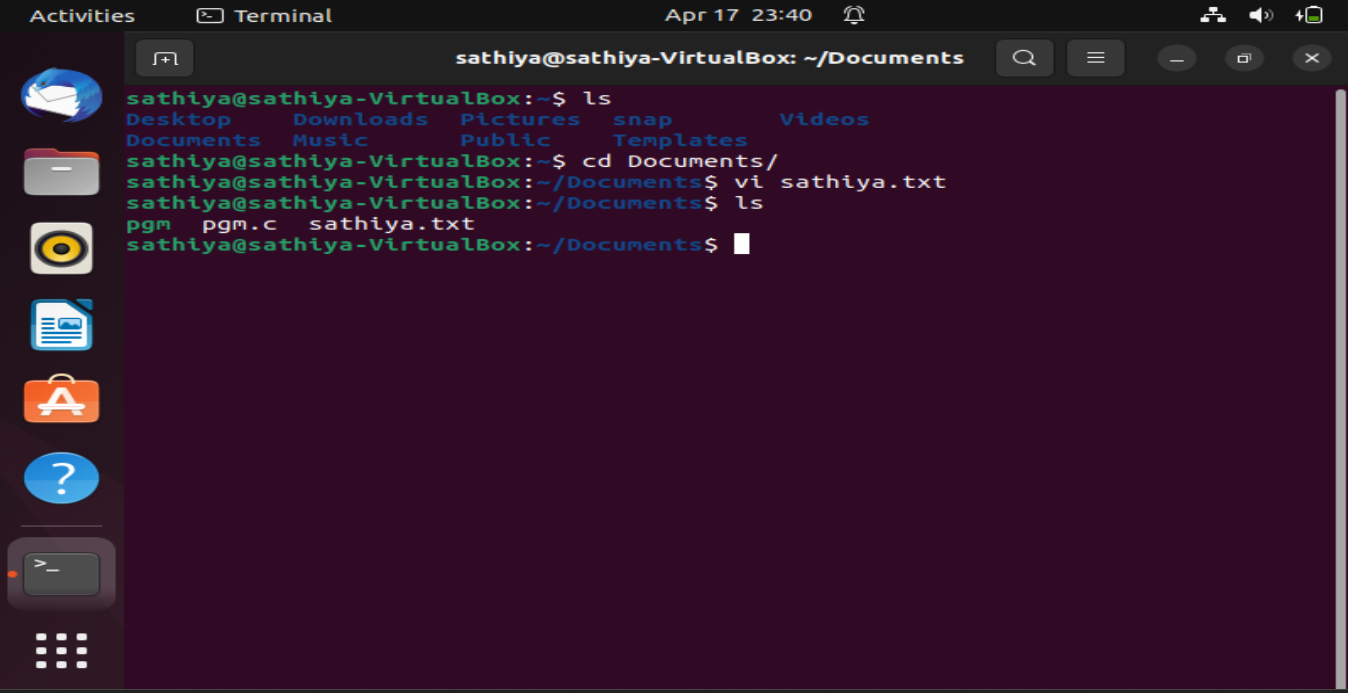 Activities Terminal Apr 17 23:40
sathiya@sathiya-VirtualBox: ~/Documents
sathiya@sathiya-VirtualBox:~$ ls
Desktop Downloads Pictures snap Videos
Documents Music Public Templates
sathiya@sathiya-VirtualBox:~$ cd Documents/
sathiya@sathiya-VirtualBox:~/Documents$ vi sathiya.txt
sathiya@sathiya-VirtualBox:~/Documents$ ls
pgm pgm.c sathiya.txt
sathiya@sathiya-VirtualBox:~/Documents$